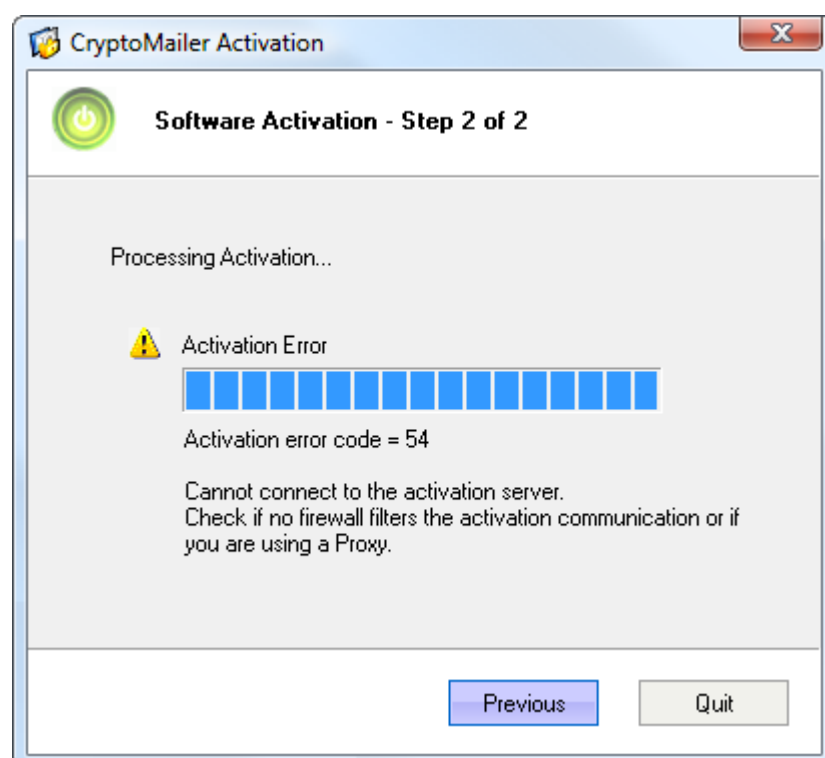 CryptoMailer Activation
Software Activation - Step 2 of 2
Processing Activation...
Activation Error
Activation error code = 54
Cannot connect to the activation server.
Check if no firewall filters the activation communication or if
you are using a Proxy.
Previous
Quit